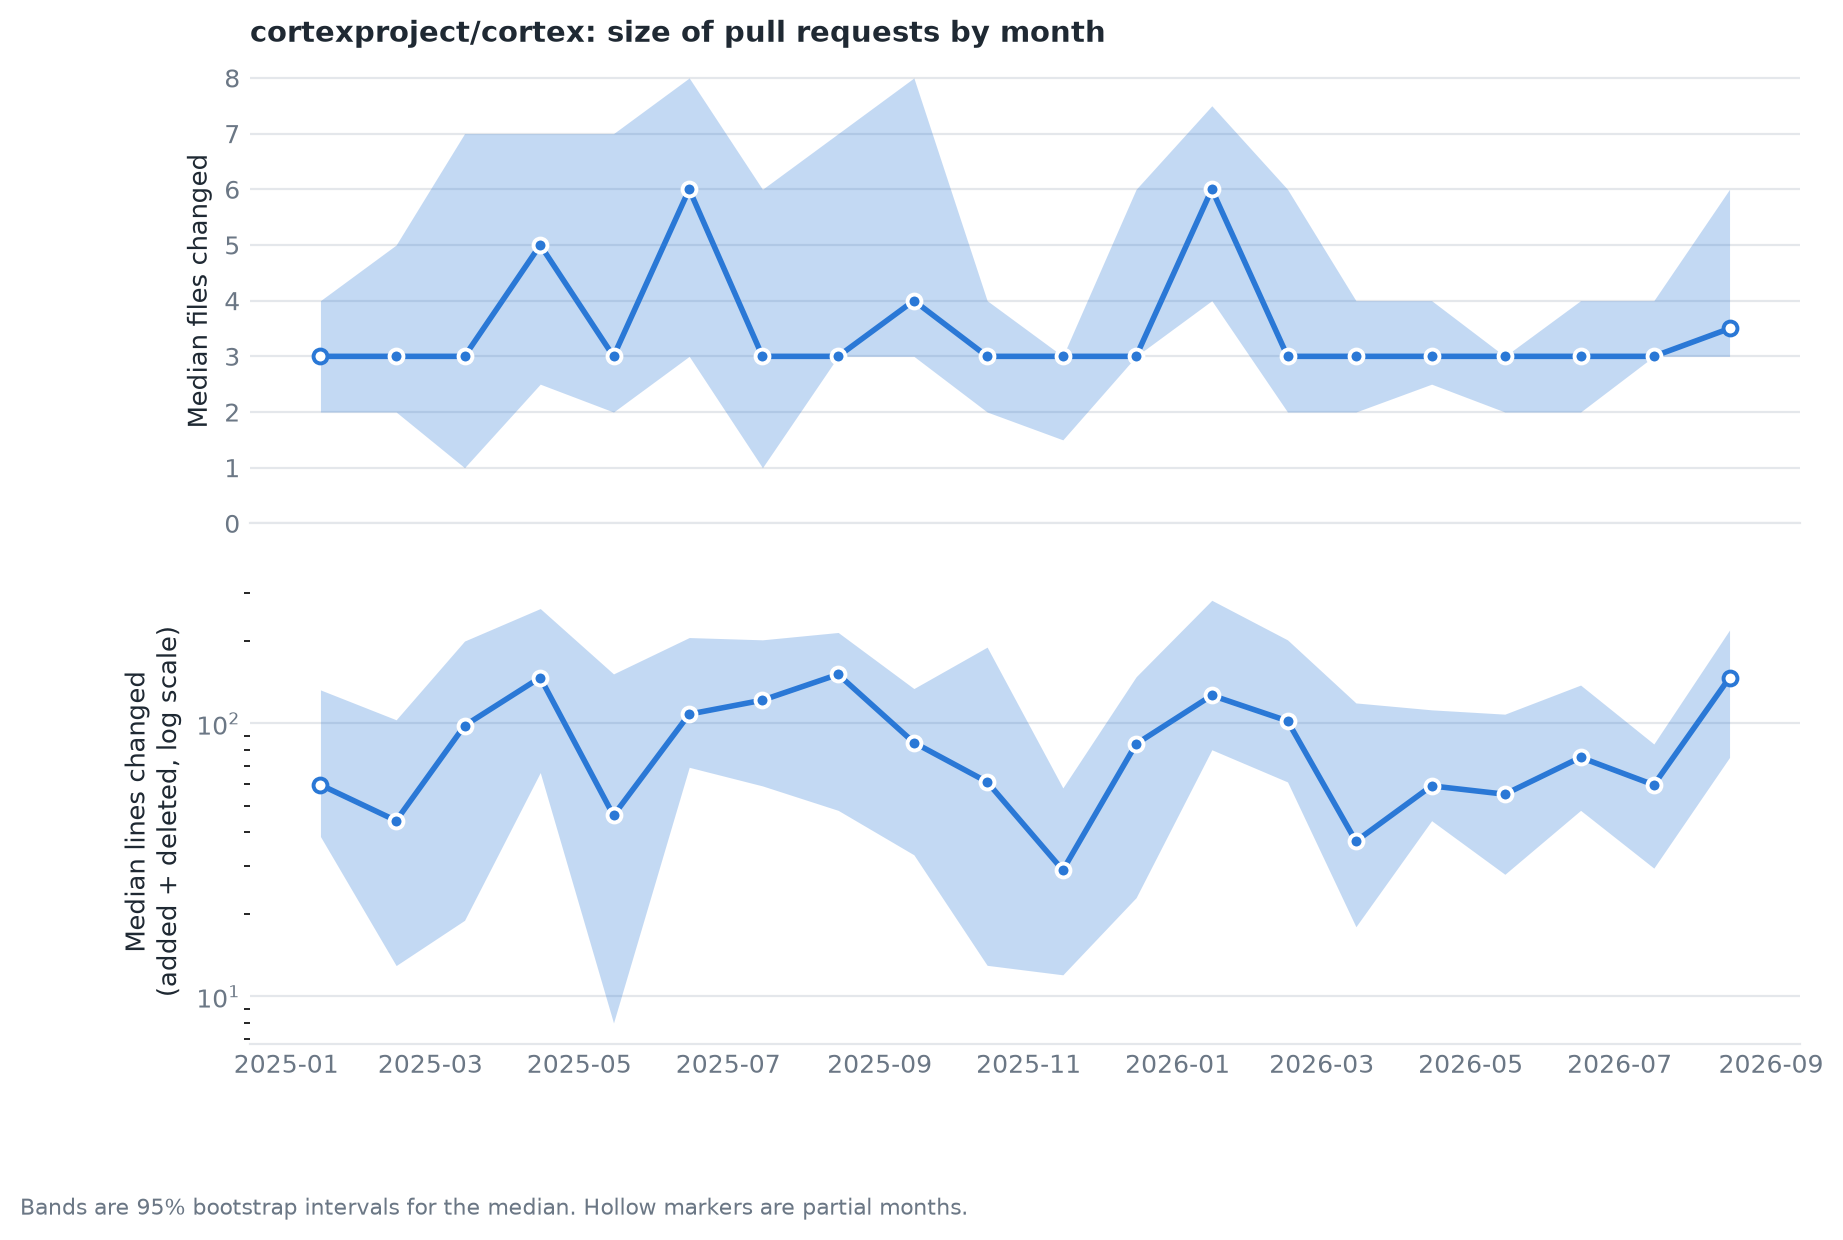 cortexproject/cortex: size of pull requests by month
8
7
6
5
4
3
2
1
0
Median files changed
10²
10¹
Median lines changed
(added + deleted, log scale)
2025-01 2025-03 2025-05 2025-07 2025-09 2025-11 2026-01 2026-03 2026-05 2026-07 2026-09
Bands are 95% bootstrap intervals for the median. Hollow markers are partial months.